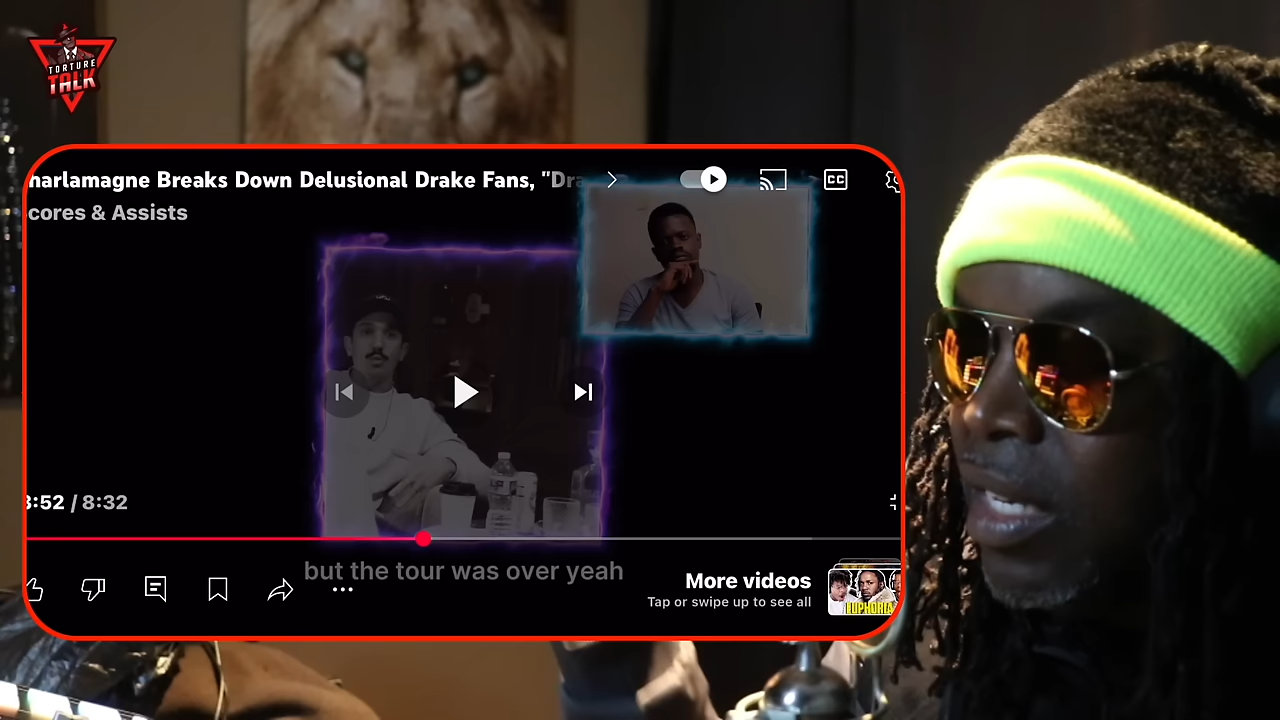 TORTURE
TALK
harlamagne Breaks Down Delusional Drake Fans, "Dra
cores & Assists
CC
3:52 / 8:32
but the tour was over yeah
More videos
Tap or swipe up to see all
EUPHORIA